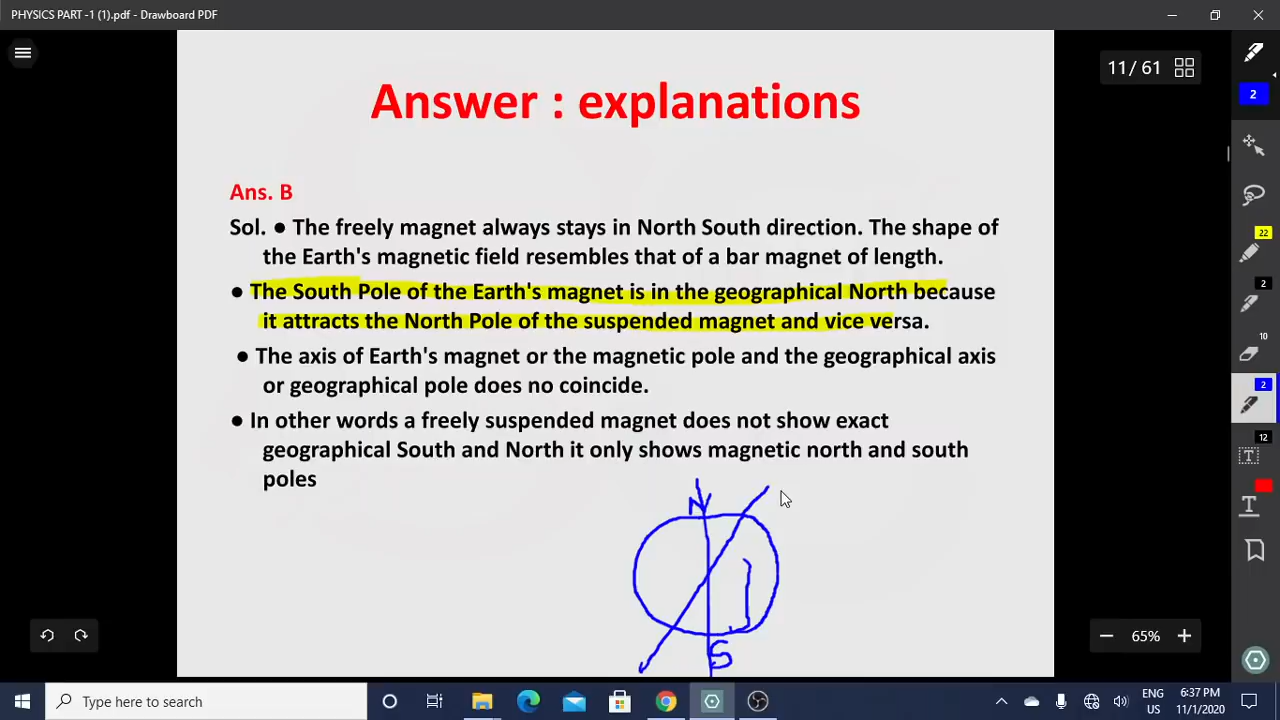 PHYSICS PART -1 (1).pdf - Drawboard PDF
11 / 61
2
Answer : explanations
Ans. B
Sol. ● The freely magnet always stays in North South direction. The shape of
the Earth's magnetic field resembles that of a bar magnet of length.
● The South Pole of the Earth's magnet is in the geographical North because
it attracts the North Pole of the suspended magnet and vice versa.
● The axis of Earth's magnet or the magnetic pole and the geographical axis
or geographical pole does no coincide.
● In other words a freely suspended magnet does not show exact
geographical South and North it only shows magnetic north and south
poles
N
S
22
2
10
2
12
T
T
65%
Type here to search
ENG
US
6:37 PM
11/1/2020